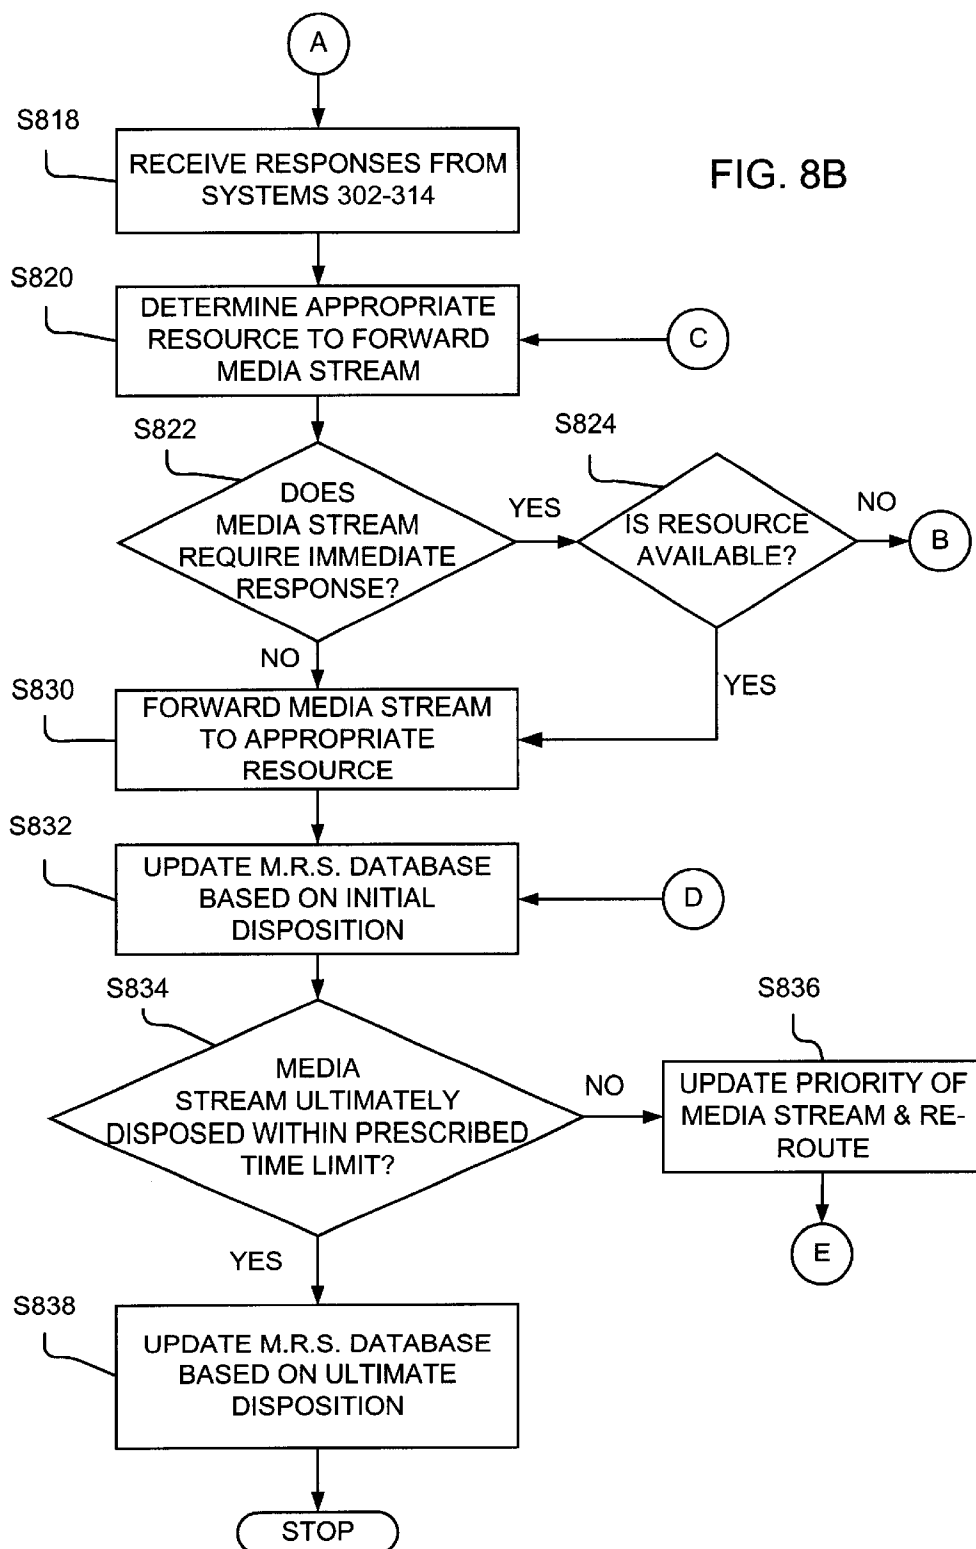 A
S818
RECEIVE RESPONSES FROM
SYSTEMS 302-314
FIG. 8B
S820
DETERMINE APPROPRIATE
RESOURCE TO FORWARD
MEDIA STREAM
C
S822
DOES
MEDIA STREAM
REQUIRE IMMEDIATE
RESPONSE?
YES
S824
IS RESOURCE
AVAILABLE?
NO
B
NO
YES
S830
FORWARD MEDIA STREAM
TO APPROPRIATE
RESOURCE
S832
UPDATE M.R.S. DATABASE
BASED ON INITIAL
DISPOSITION
D
S834
MEDIA
STREAM ULTIMATELY
DISPOSED WITHIN PRESCRIBED
TIME LIMIT?
NO
S836
UPDATE PRIORITY OF
MEDIA STREAM & RE-
ROUTE
E
YES
S838
UPDATE M.R.S. DATABASE
BASED ON ULTIMATE
DISPOSITION
STOP